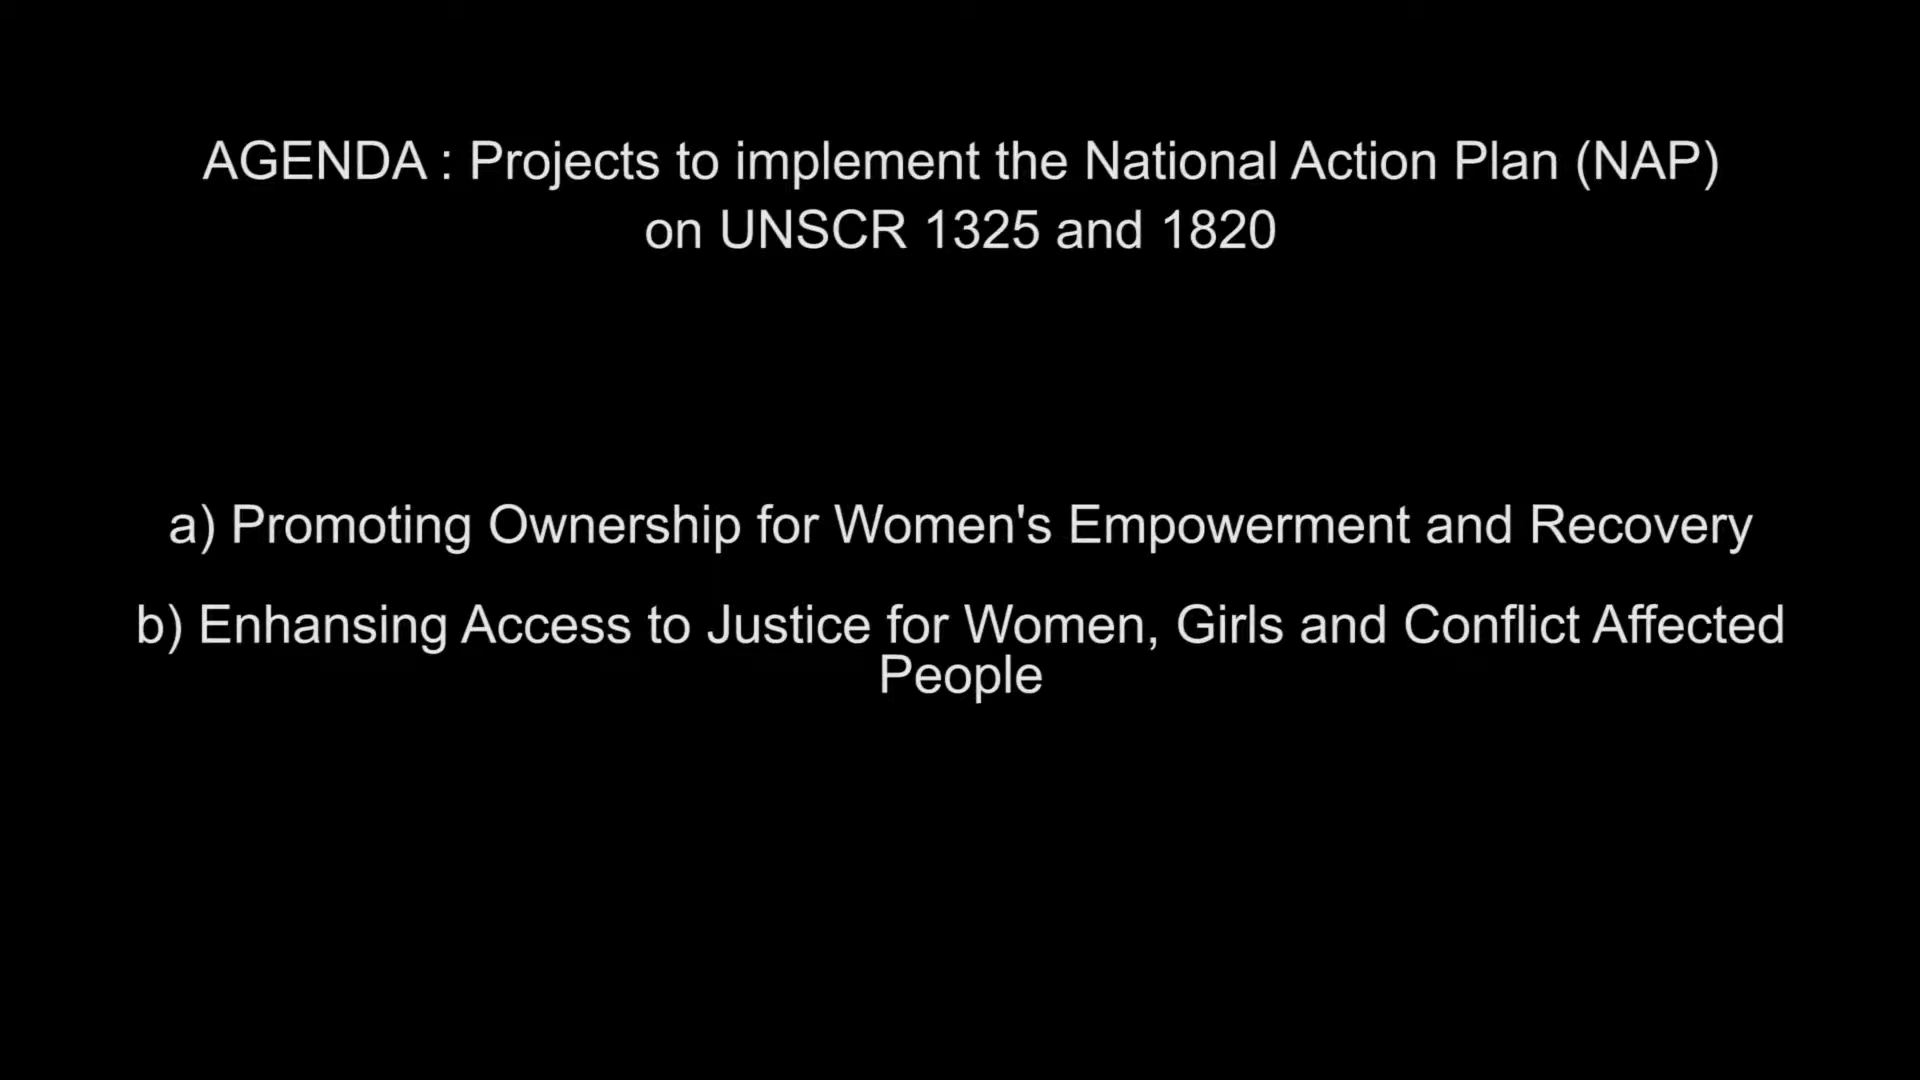 AGENDA : Projects to implement the National Action Plan (NAP)
on UNSCR 1325 and 1820
a) Promoting Ownership for Women's Empowerment and Recovery
b) Enhansing Access to Justice for Women, Girls and Conflict Affected
People